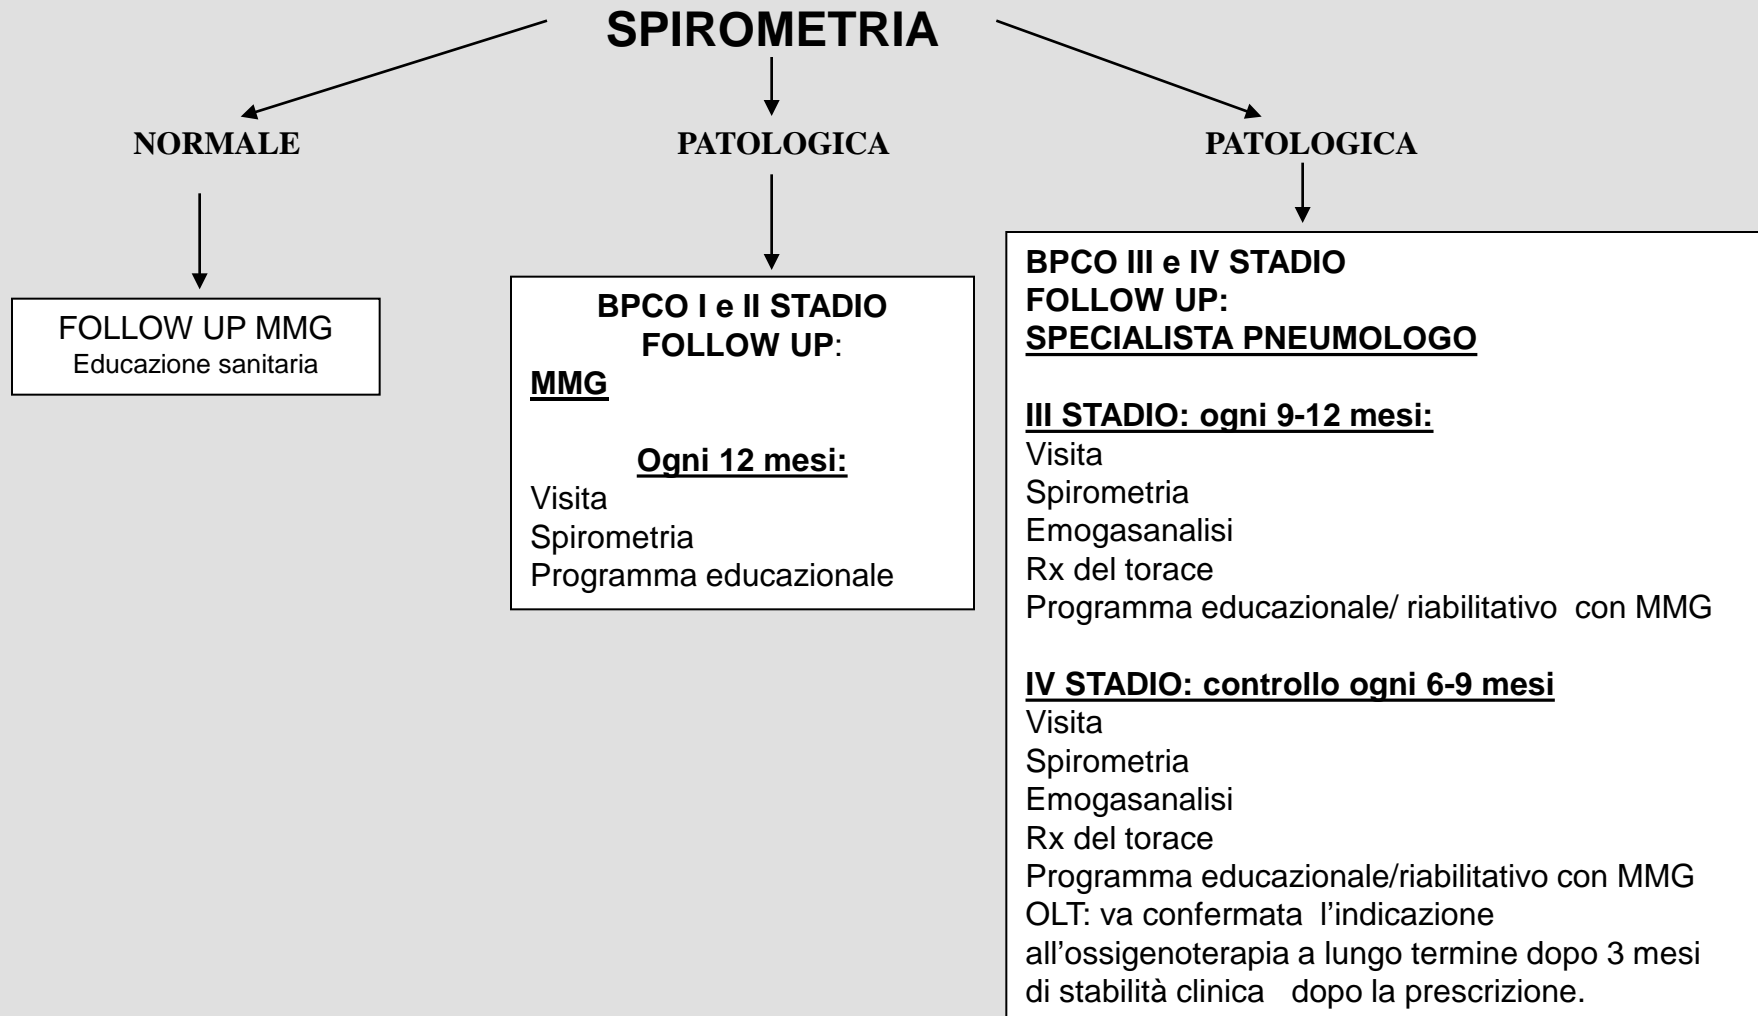 SPIROMETRIA
NORMALE
PATOLOGICA
PATOLOGICA
FOLLOW UP MMG
Educazione sanitaria
BPCO I e II STADIO
FOLLOW UP:
MMG
Ogni 12 mesi:
Visita
Spirometria
Programma educazionale
BPCO III e IV STADIO
FOLLOW UP:
SPECIALISTA PNEUMOLOGO
III STADIO: ogni 9-12 mesi:
Visita
Spirometria
Emogasanalisi
Rx del torace
Programma educazionale/ riabilitativo  con MMG
IV STADIO: controllo ogni 6-9 mesi
Visita
Spirometria
Emogasanalisi
Rx del torace
Programma educazionale/riabilitativo con MMG
OLT: va confermata  l’indicazione
all’ossigenoterapia a lungo termine dopo 3 mesi
di stabilità clinica   dopo la prescrizione.